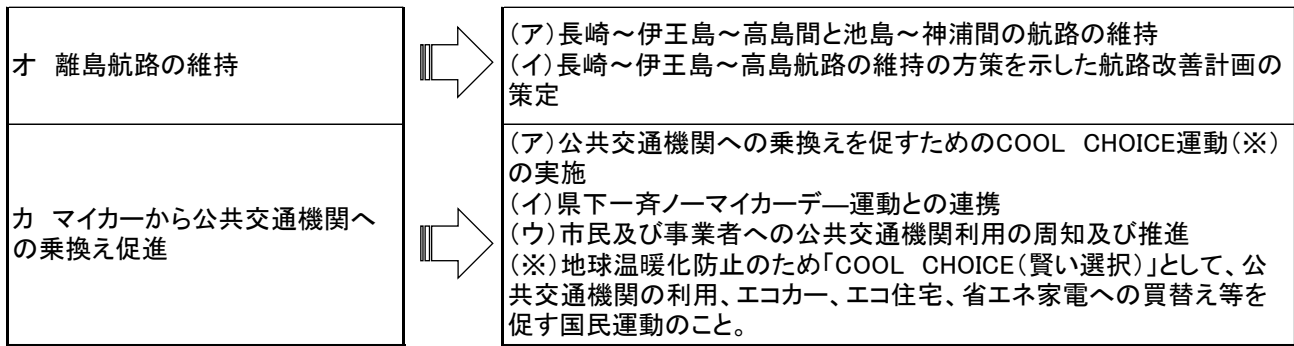 オ　離島航路の維持
(ア)長崎～伊王島～高島間と池島～神浦間の航路の維持
(イ)長崎～伊王島～高島航路の維持の方策を示した航路改善計画の
策定
カ　マイカーから公共交通機関へ
の乗換え促進
(ア)公共交通機関への乗換えを促すためのCOOL　CHOICE運動(※)
の実施
(イ)県下一斉ノーマイカーデ―運動との連携
(ウ)市民及び事業者への公共交通機関利用の周知及び推進
(※)地球温暖化防止のため「COOL　CHOICE(賢い選択)」として、公
共交通機関の利用、エコカー、エコ住宅、省エネ家電への買替え等を
促す国民運動のこと。